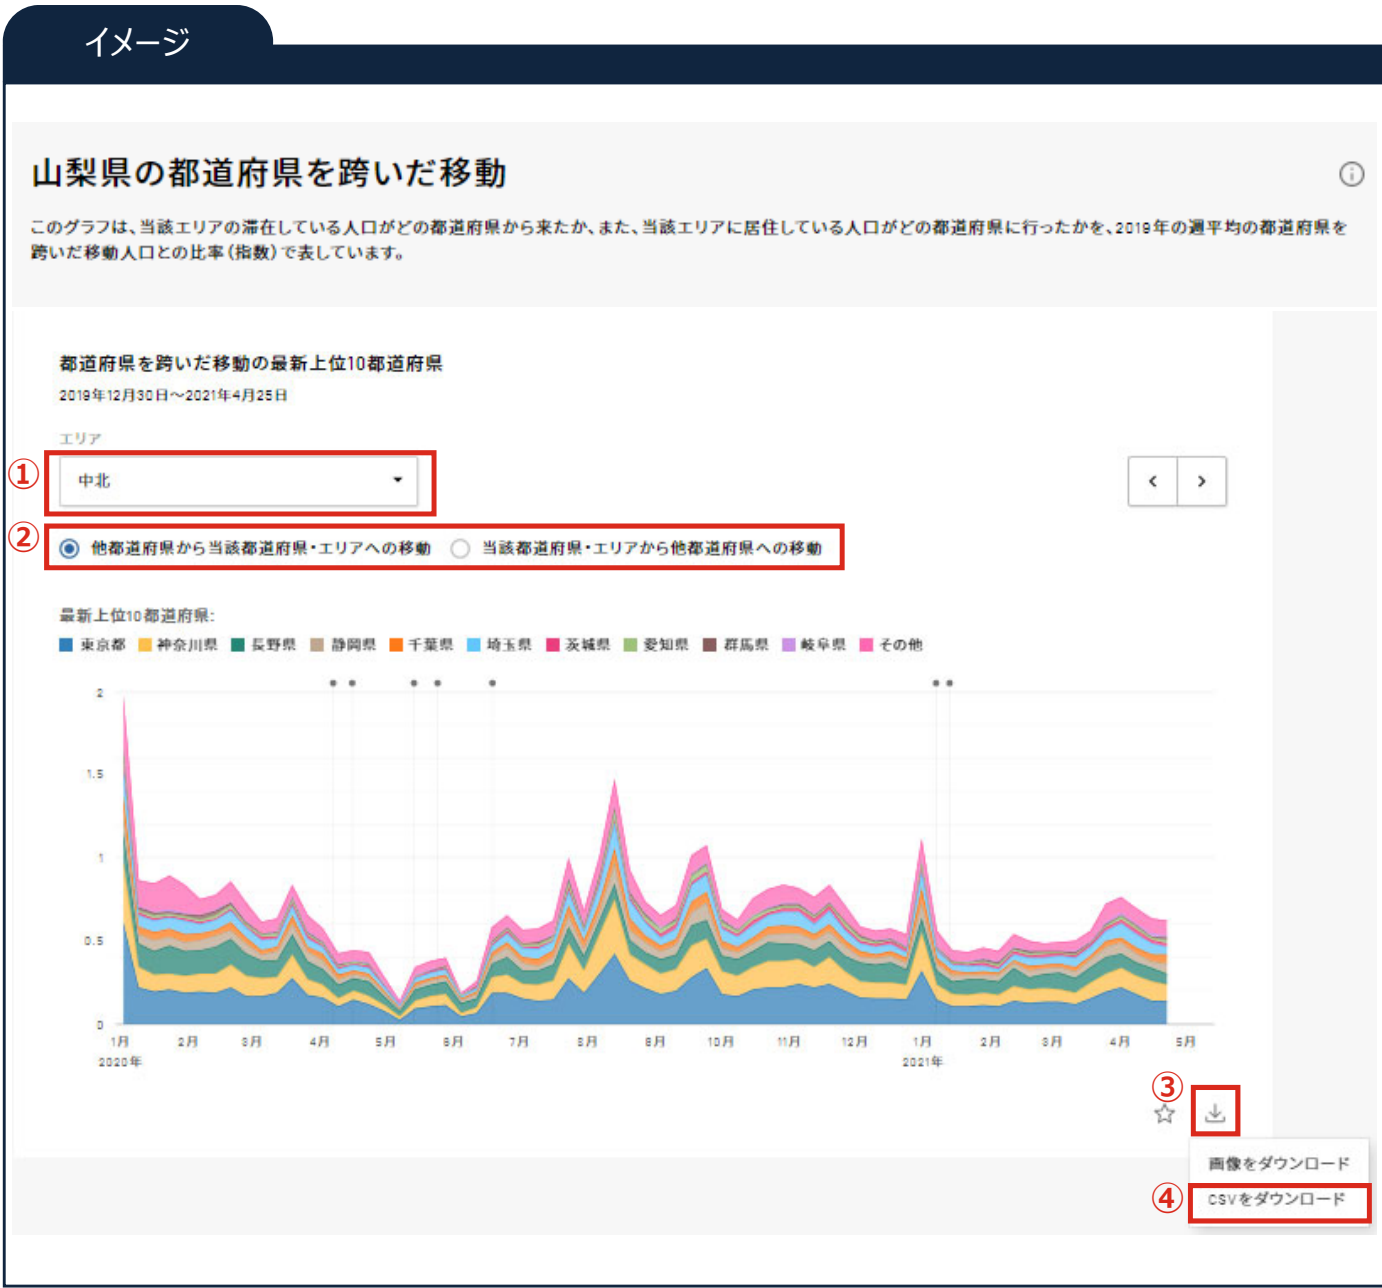 イメージ
山梨県の都道府県を跨いだ移動
このグラフは、当該エリアの滞在している人口がどの都道府県から来たか、また、当該エリアに居住している人口がどの都道府県に行ったかを、2019年の週平均の都道府県を
跨いだ移動人口との比率(指数)で表しています。
都道府県を跨いだ移動の最新上位10都道府県
2019年12月30日～2021年4月25日
エリア
① 中北
② 他都道府県から当該都道府県・エリアへの移動 当該都道府県・エリアから他都道府県への移動
最新上位10都道府県:
東京都 神奈川県 長野県 静岡県 千葉県 埼玉県 茨城県 愛知県 群馬県 岐阜県 その他
2
1.5
1
0.5
0
1月 2月 3月 4月 5月 6月 7月 8月 9月 10月 11月 12月 1月 2月 3月 4月 5月
2020年 2021年
③
画像をダウンロード
④ CSVをダウンロード